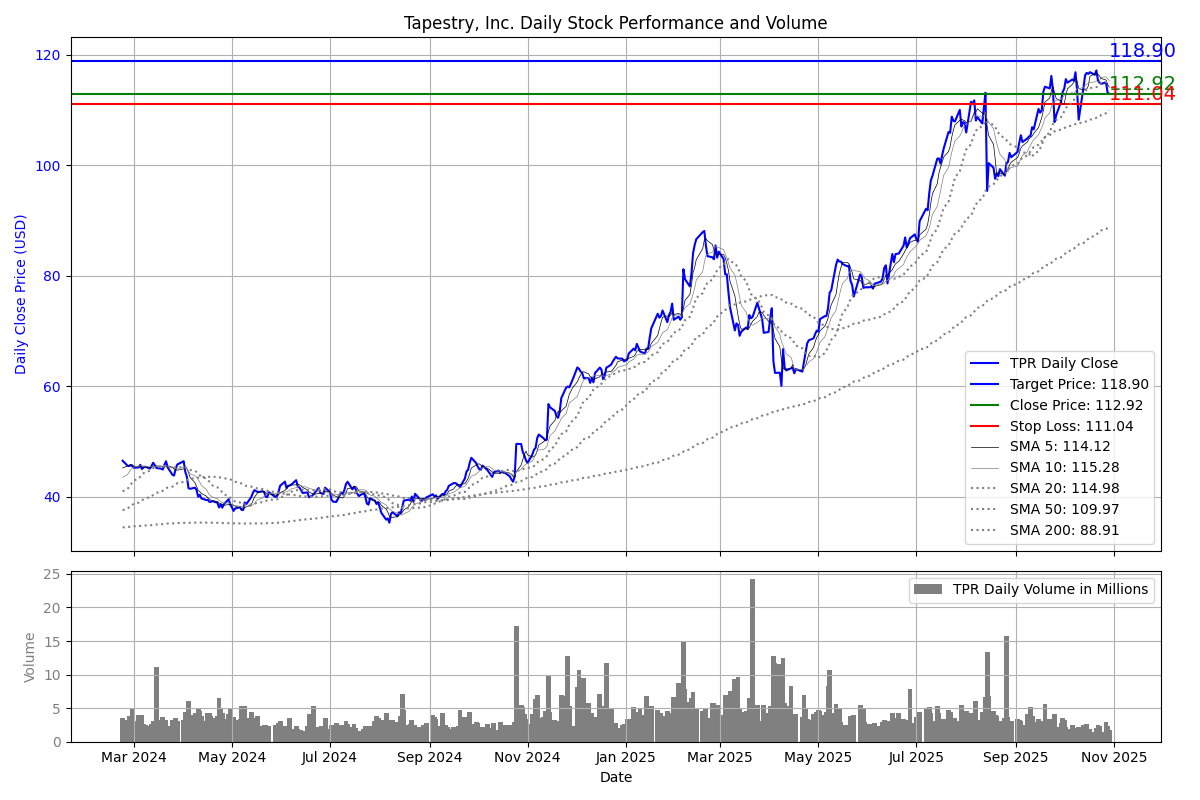 Tapestry, Inc. Daily Stock Performance and Volume
Daily Close Price (USD)
120
100
80
60
40
118.90
112.92
111.04
TPR Daily Close
Target Price: 118.90
Close Price: 112.92
Stop Loss: 111.04
SMA 5: 114.12
SMA 10: 115.28
SMA 20: 114.98
SMA 50: 109.97
SMA 200: 88.91
Volume
25
20
15
10
5
0
TPR Daily Volume in Millions
Mar 2024 May 2024 Jul 2024 Sep 2024 Nov 2024 Jan 2025 Mar 2025 May 2025 Jul 2025 Sep 2025 Nov 2025
Date